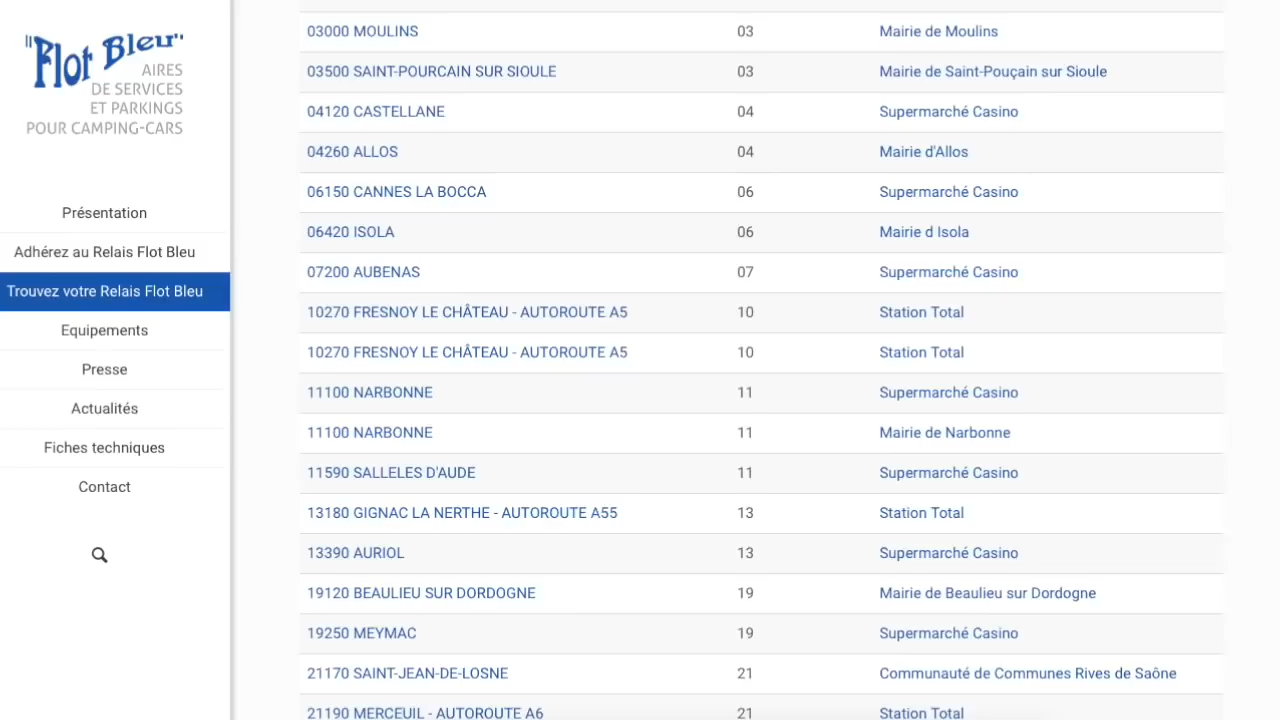 "Flot Bleu"
AIRES
DE SERVICES
ET PARKINGS
POUR CAMPING-CARS
Présentation
Adhérez au Relais Flot Bleu
Trouvez votre Relais Flot Bleu
Equipements
Presse
Actualités
Fiches techniques
Contact
03000 MOULINS 03 Mairie de Moulins
03500 SAINT-POURCAIN SUR SIOULE 03 Mairie de Saint-Pouçain sur Sioule
04120 CASTELLANE 04 Supermarché Casino
04260 ALLOS 04 Mairie d'Allos
06150 CANNES LA BOCCA 06 Supermarché Casino
06420 ISOLA 06 Mairie d Isola
07200 AUBENAS 07 Supermarché Casino
10270 FRESNOY LE CHÂTEAU - AUTOROUTE A5 10 Station Total
10270 FRESNOY LE CHÂTEAU - AUTOROUTE A5 10 Station Total
11100 NARBONNE 11 Supermarché Casino
11100 NARBONNE 11 Mairie de Narbonne
11590 SALLELES D'AUDE 11 Supermarché Casino
13180 GIGNAC LA NERTHE - AUTOROUTE A55 13 Station Total
13390 AURIOL 13 Supermarché Casino
19120 BEAULIEU SUR DORDOGNE 19 Mairie de Beaulieu sur Dordogne
19250 MEYMAC 19 Supermarché Casino
21170 SAINT-JEAN-DE-LOSNE 21 Communauté de Communes Rives de Saône
21190 MERCEUIL - AUTOROUTE A6 21 Station Total